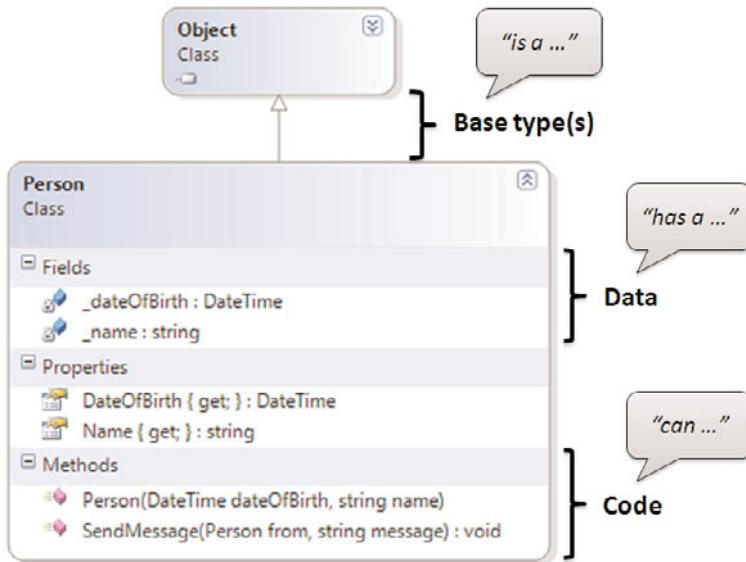 Object
Class
"is a ..."
Base type(s)
Person
Class
"has a ..."
Fields
_dateOfBirth : DateTime
_name : string
Data
Properties
DateOfBirth { get; } : DateTime
Name { get; } : string
"can ..."
Methods
Person(DateTime dateOfBirth, string name)
SendMessage(Person from, string message) : void
Code